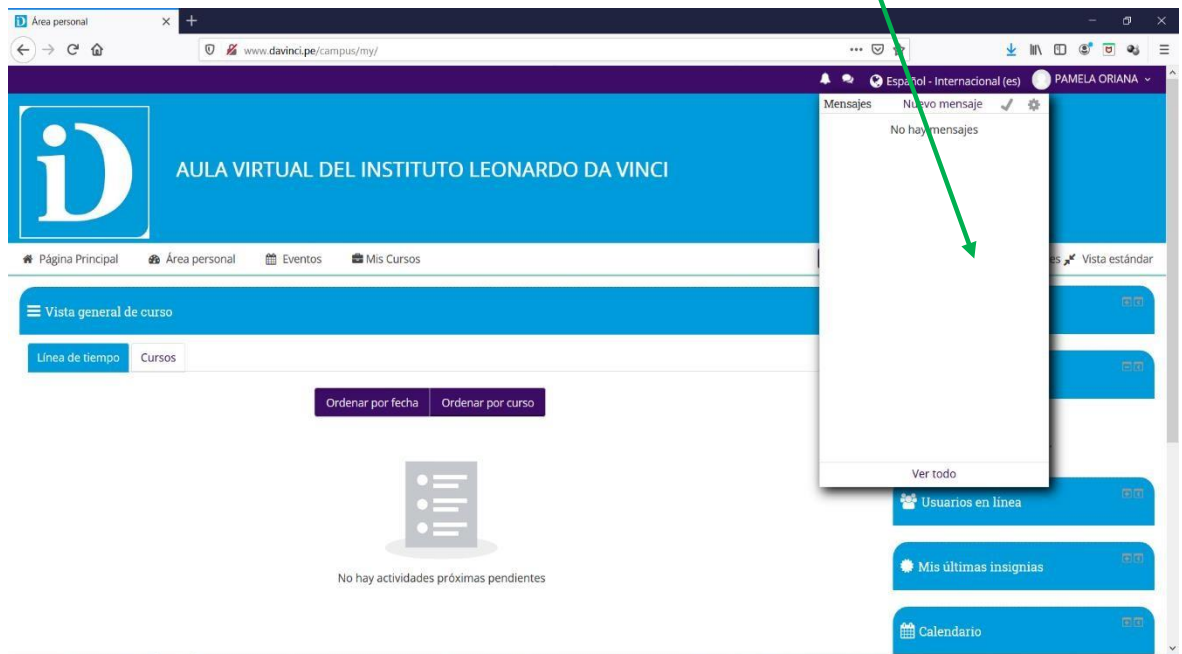 Área personal
www.davinci.pe/campus/my/
Español - Internacional (es) PAMELA ORIANA
Mensajes Nuevo mensaje
No hay mensajes
iD
AULA VIRTUAL DEL INSTITUTO LEONARDO DA VINCI
Página Principal Área personal Eventos Mis Cursos
es Vista estándar
Vista general de curso
Línea de tiempo Cursos
Ordenar por fecha Ordenar por curso
No hay actividades próximas pendientes
Ver todo
Usuarios en línea
Mis últimas insignias
Calendario